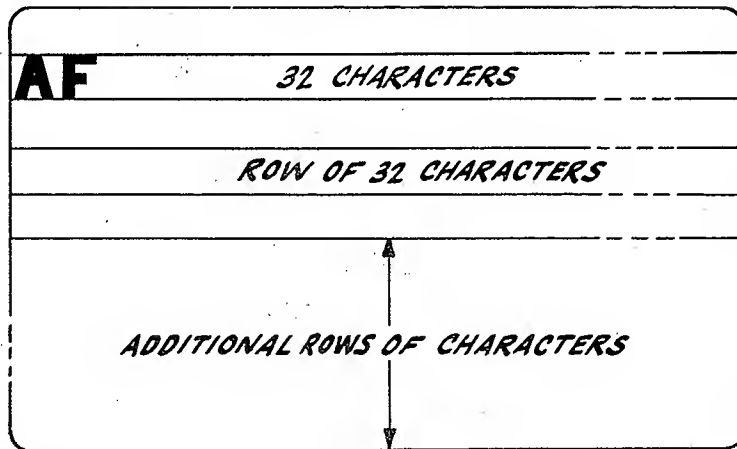 AF 32 CHARACTERS
ROW OF 32 CHARACTERS
ADDITIONAL ROWS OF CHARACTERS